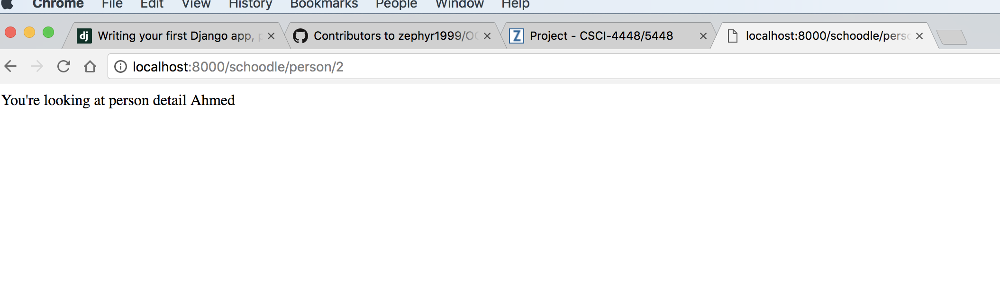 Chrome File Edit View History Bookmarks People Window Help
dj Writing your first Django app, Contributors to zephyr1999/ Z Project - CSCI-4448/5448 localhost:8000/schoodle/perso
localhost:8000/schoodle/person/2
You're looking at person detail Ahmed